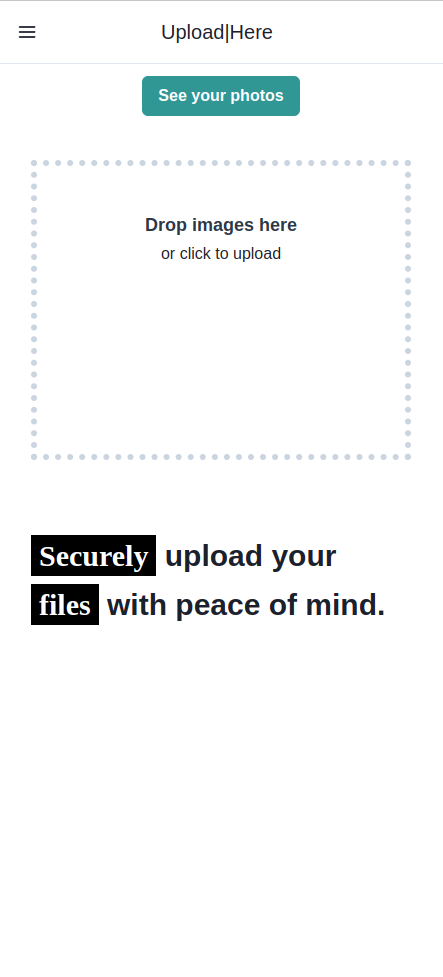 Upload|Here
See your photos
Drop images here
or click to upload
Securely upload your
files with peace of mind.